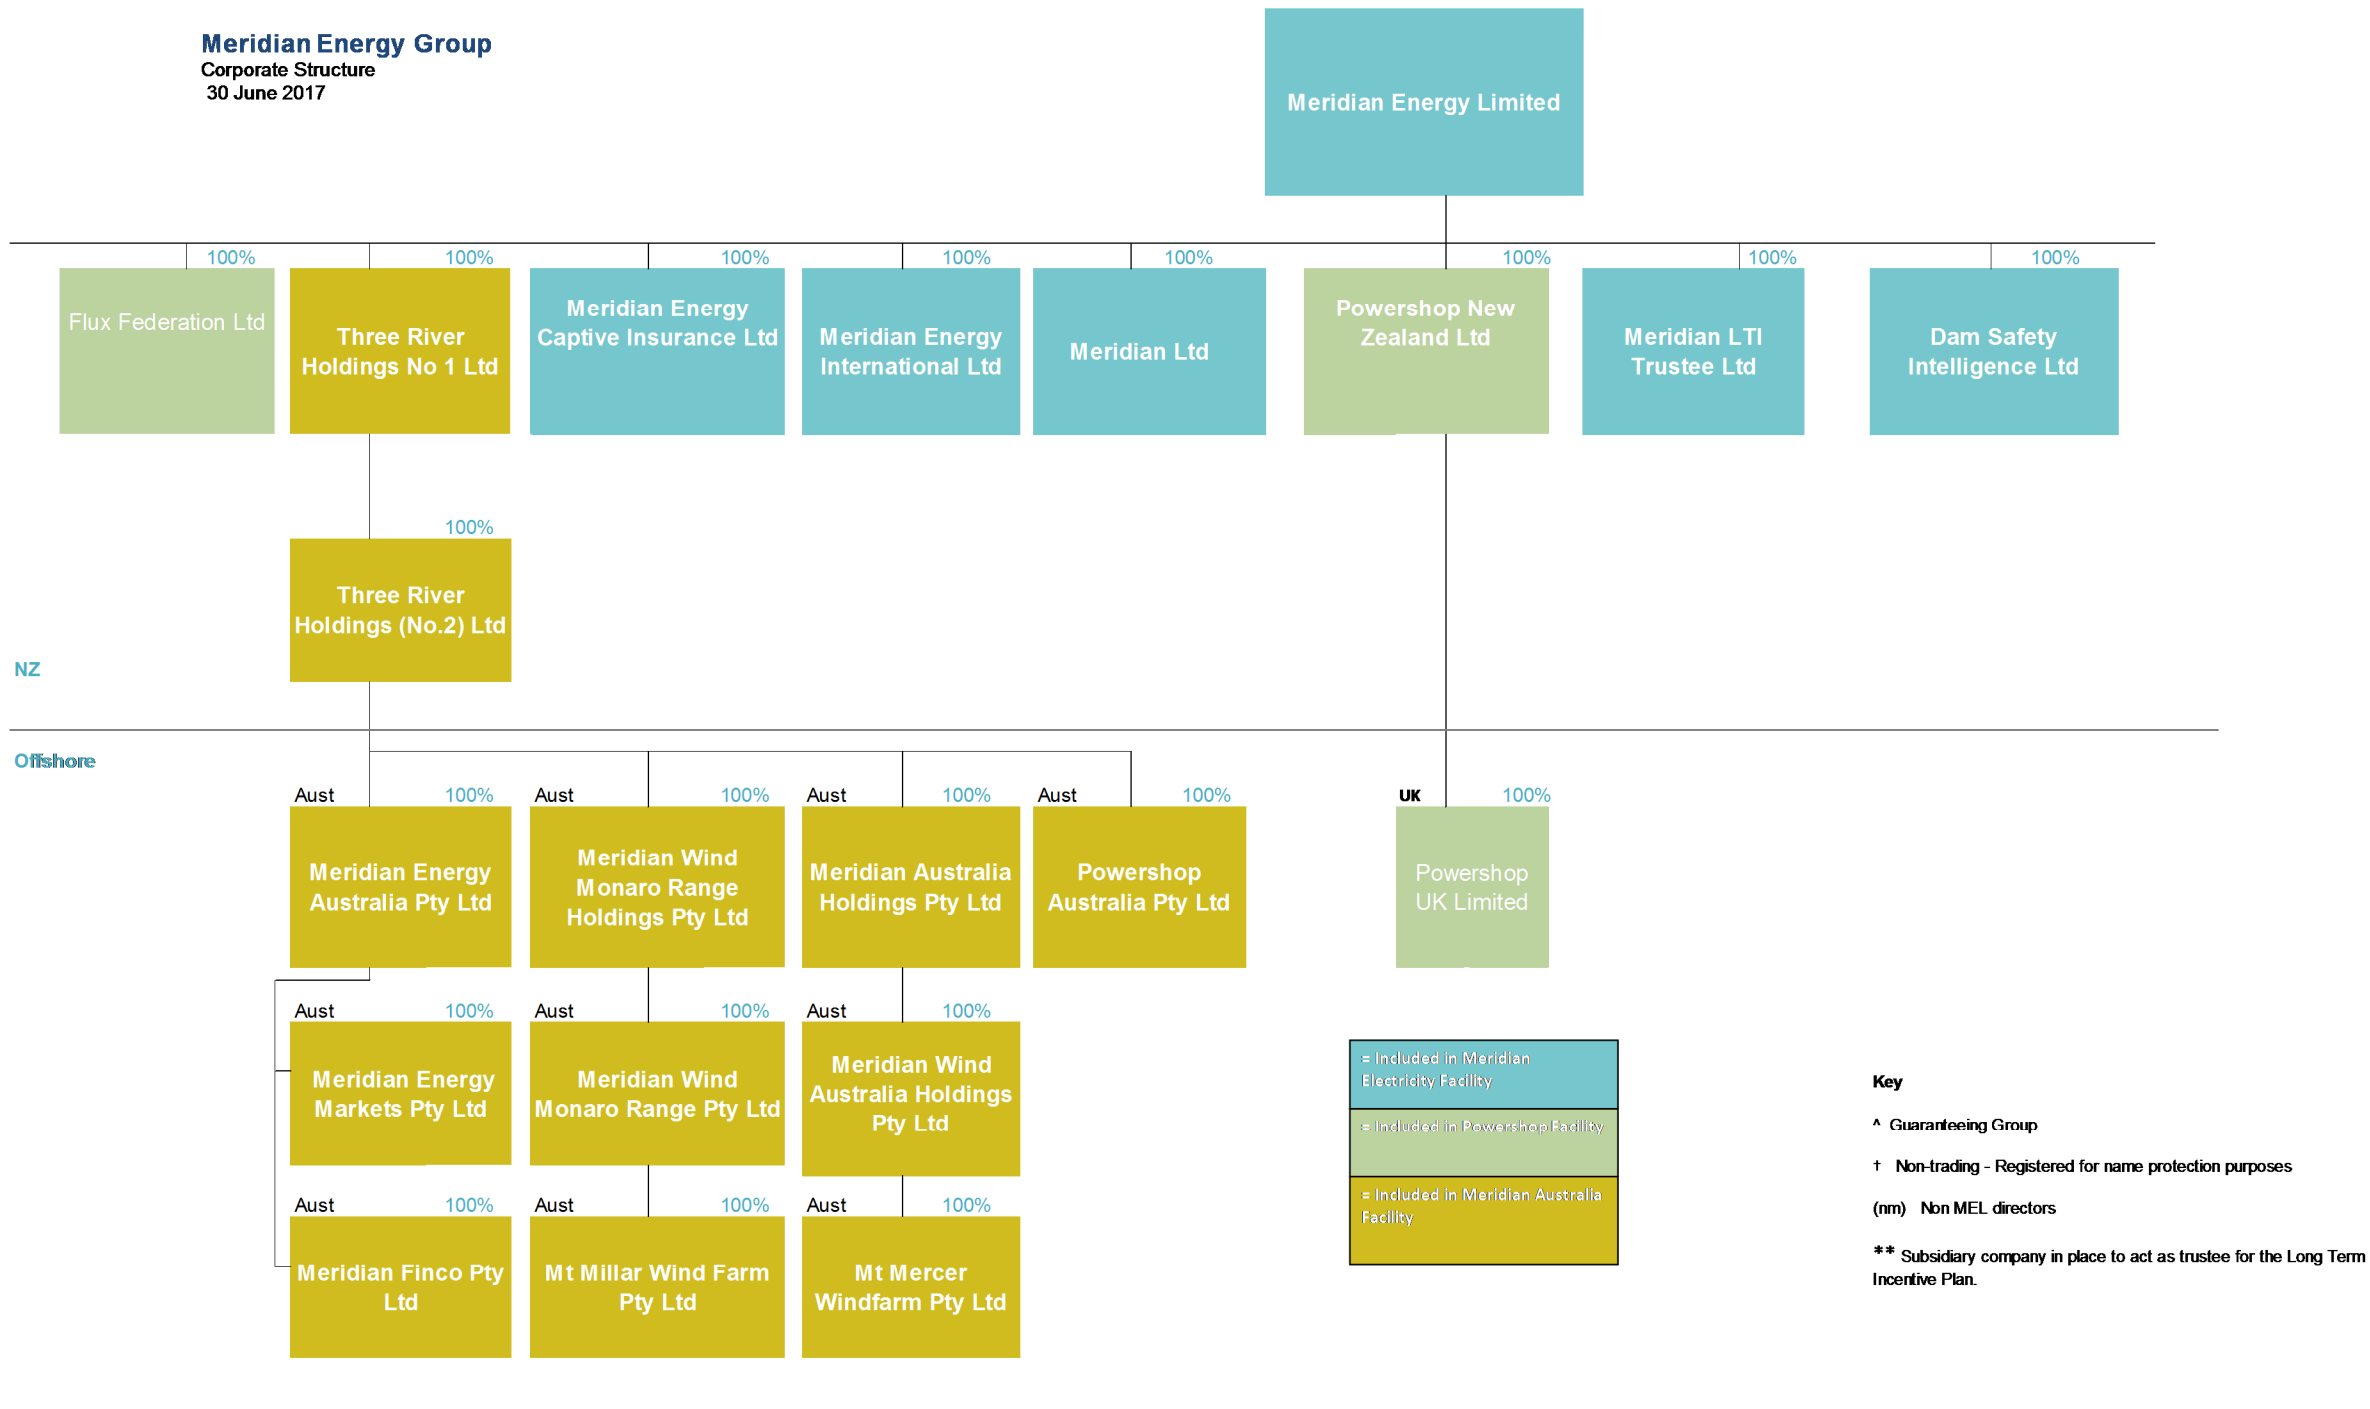 Meridian Energy Group
Corporate Structure
30 June 2017
Meridian Energy Limited
100%
100%
100%
100%
100%
100%
100%
100%
Flux Federation Ltd
Three River
Holdings No 1 Ltd
Meridian Energy
Captive Insurance Ltd
Meridian Energy
International Ltd
Meridian Ltd
Powershop New
Zealand Ltd
Meridian LTI
Trustee Ltd
Dam Safety
Intelligence Ltd
100%
Three River
Holdings (No.2) Ltd
NZ
Offshore
Aust 100%
Aust 100%
Aust 100%
Aust 100%
UK 100%
Meridian Energy
Australia Pty Ltd
Meridian Wind
Monaro Range
Holdings Pty Ltd
Meridian Australia
Holdings Pty Ltd
Powershop
Australia Pty Ltd
Powershop
UK Limited
Aust 100%
Aust 100%
Aust 100%
Meridian Energy
Markets Pty Ltd
Meridian Wind
Monaro Range Pty Ltd
Meridian Wind
Australia Holdings
Pty Ltd
Aust 100%
Aust 100%
Aust 100%
Meridian Finco Pty
Ltd
Mt Millar Wind Farm
Pty Ltd
Mt Mercer
Windfarm Pty Ltd
= Included in Meridian
Electricity Facility
= Included in Powershop Facility
= Included in Meridian Australia
Facility
Key
^ Guaranteeing Group
† Non-trading - Registered for name protection purposes
(nm) Non MEL directors
** Subsidiary company in place to act as trustee for the Long Term
Incentive Plan.